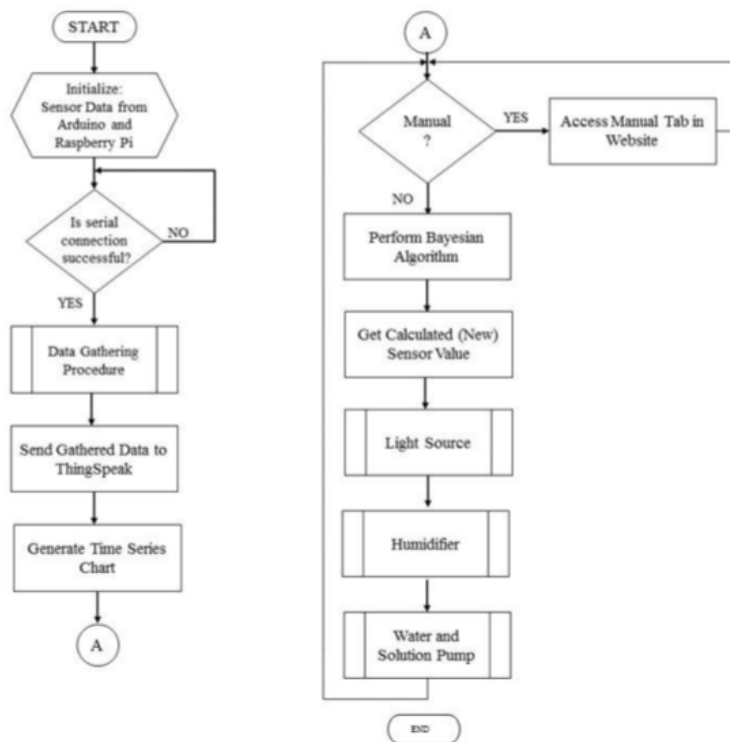 START
Initialize:
Sensor Data from
Arduino and
Raspberry Pi
Is serial
connection
successful?
NO
YES
Data Gathering
Procedure
Send Gathered Data to
ThingSpeak
Generate Time Series
Chart
A
A
Manual
?
YES
Access Manual Tab in
Website
NO
Perform Bayesian
Algorithm
Get Calculated (New)
Sensor Value
Light Source
Humidifier
Water and
Solution Pump
END